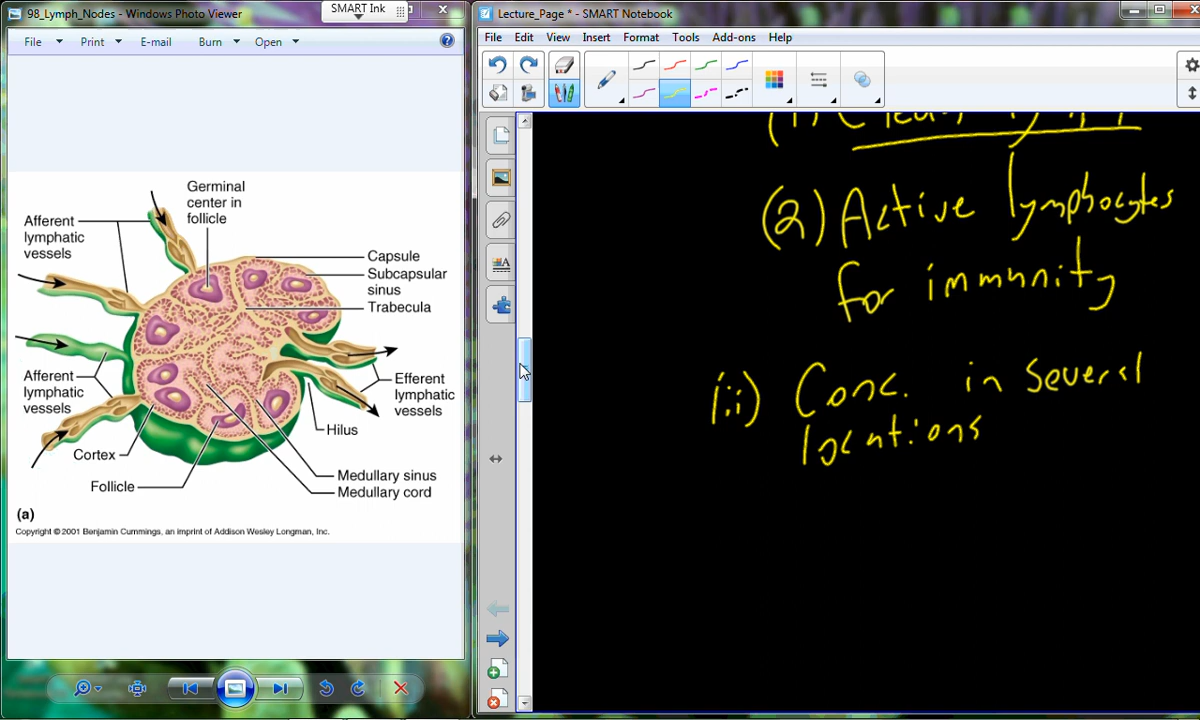 98_Lymph_Nodes - Windows Photo Viewer
SMART Ink
File Print E-mail Burn Open
Germinal
center in
follicle
Afferent
lymphatic
vessels
Capsule
Subcapsular
sinus
Trabecula
Afferent
lymphatic
vessels
Efferent
lymphatic
vessels
Hilus
Cortex
Follicle
Medullary sinus
Medullary cord
(a)
Copyright © 2001 Benjamin Cummings, an imprint of Addison Wesley Longman, Inc.
Lecture_Page * - SMART Notebook
File Edit View Insert Format Tools Add-ons Help
(2) Active lymphocytes
for immunity
(ii) Conc. in several
locations